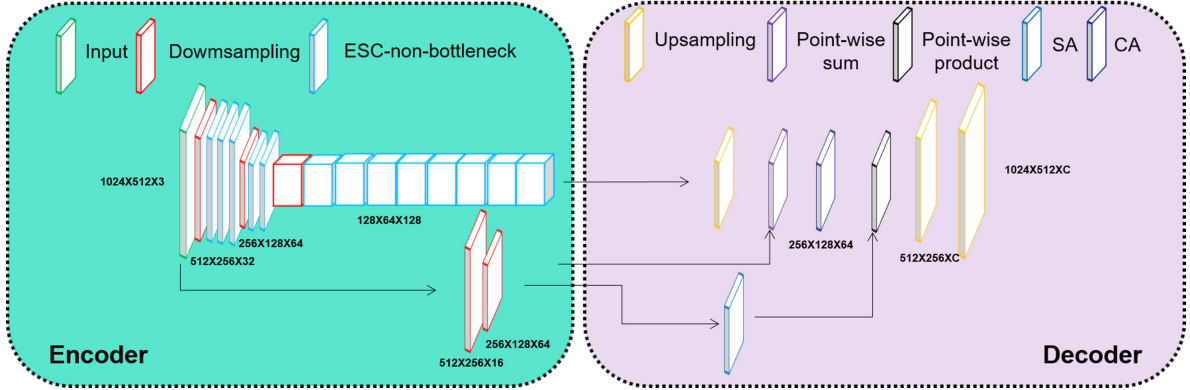 Input
Dowmsampling
ESC-non-bottleneck
Upsampling
Point-wise
sum
Point-wise
product
SA
CA
1024X512X3
512X256X32
256X128X64
128X64X128
512X256X16
256X128X64
256X128X64
512X256XC
1024X512XC
Encoder
Decoder